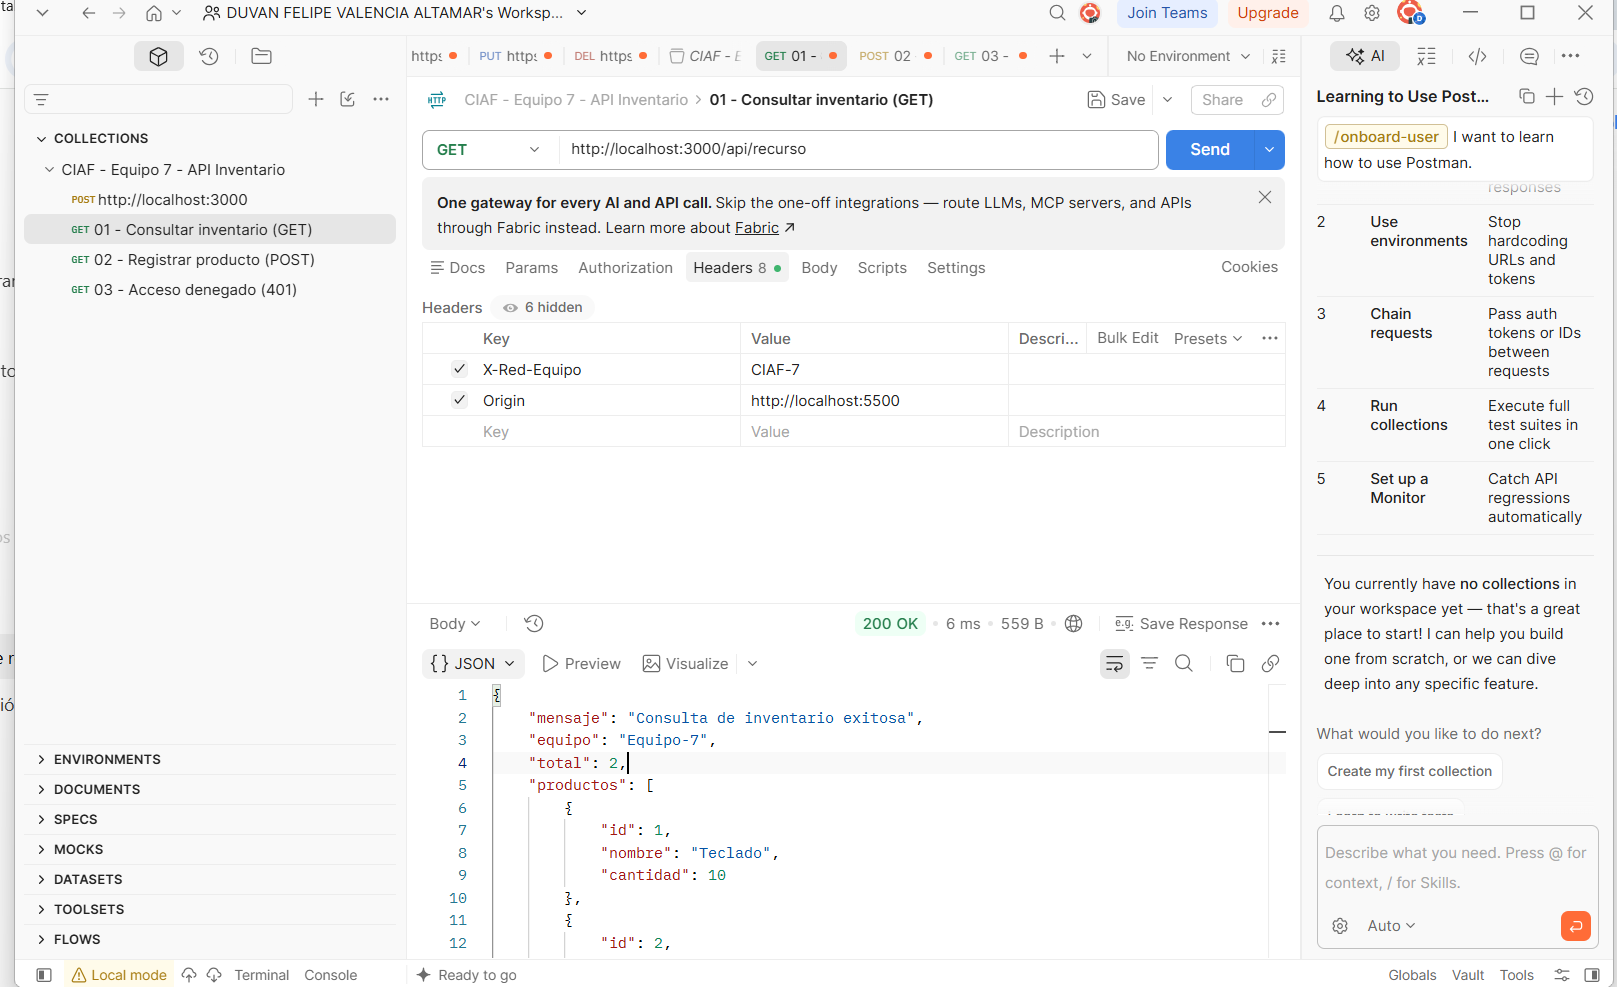 DUVAN FELIPE VALENCIA ALTAMAR's Worksp...
Join Teams
Upgrade
https
PUT https
DEL https
CIAF - E
GET 01 -
POST 02
GET 03 -
No Environment
AI
CIAF - Equipo 7 - API Inventario > 01 - Consultar inventario (GET)
Save
Share
Learning to Use Post...
COLLECTIONS
CIAF - Equipo 7 - API Inventario
POST http://localhost:3000
GET 01 - Consultar inventario (GET)
GET 02 - Registrar producto (POST)
GET 03 - Acceso denegado (401)
ENVIRONMENTS
DOCUMENTS
SPECS
MOCKS
DATASETS
TOOLSETS
FLOWS
GET
http://localhost:3000/api/recurso
Send
One gateway for every AI and API call. Skip the one-off integrations — route LLMs, MCP servers, and APIs
through Fabric instead. Learn more about Fabric ↗
Docs
Params
Authorization
Headers 8
Body
Scripts
Settings
Cookies
Headers
6 hidden
Key
Value
Descri...
Bulk Edit
Presets
X-Red-Equipo
CIAF-7
Origin
http://localhost:5500
Key
Value
Description
Body
200 OK
6 ms
559 B
e.g. Save Response
{} JSON
Preview
Visualize
1 {
2 "mensaje": "Consulta de inventario exitosa",
3 "equipo": "Equipo-7",
4 "total": 2,
5 "productos": [
6 {
7 "id": 1,
8 "nombre": "Teclado",
9 "cantidad": 10
10 },
11 {
12 "id": 2,
/onboard-user I want to learn
how to use Postman.
responses
2 Use environments
Stop
hardcoding
URLs and
tokens
3 Chain requests
Pass auth
tokens or IDs
between
requests
4 Run collections
Execute full
test suites in
one click
5 Set up a Monitor
Catch API
regressions
automatically
You currently have no collections in
your workspace yet — that's a great
place to start! I can help you build
one from scratch, or we can dive
deep into any specific feature.
What would you like to do next?
Create my first collection
Describe what you need. Press @ for
context, / for Skills.
Auto
Local mode
Terminal
Console
Ready to go
Globals
Vault
Tools